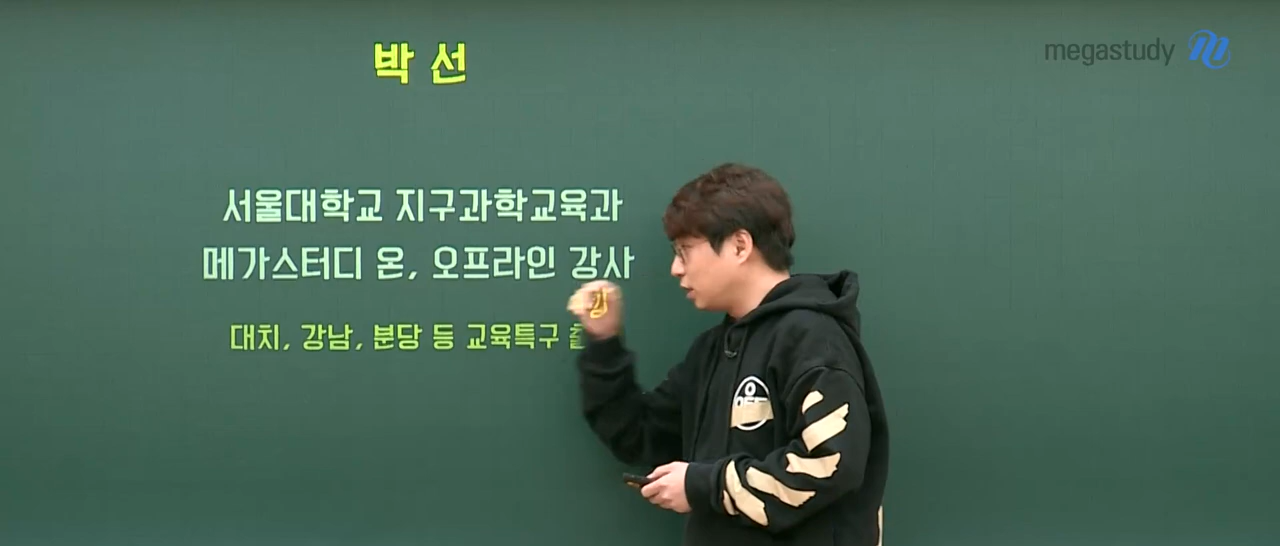 박 선
megastudy
서울대학교 지구과학교육과
메가스터디 온, 오프라인 강사
대치, 강남, 분당 등 교육특구
OFF